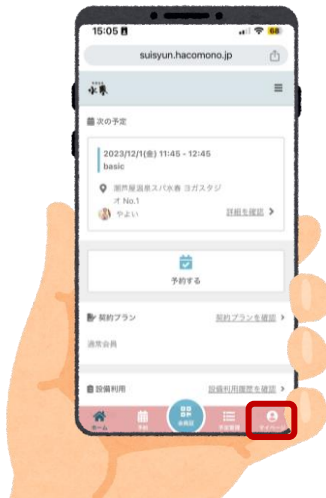 15:05
68
suisyun.hacomono.jp
水春
次の予定
2023/12/1(金) 11:45 - 12:45
basic
潮芦屋温泉スパ水春 ヨガスタジ
オ No.1
やよい
詳細を確認
予約する
契約プラン
契約プランを確認
通常会員
設備利用
設備利用履歴を確認
ホーム
予約
会員証
予定管理
マイページ